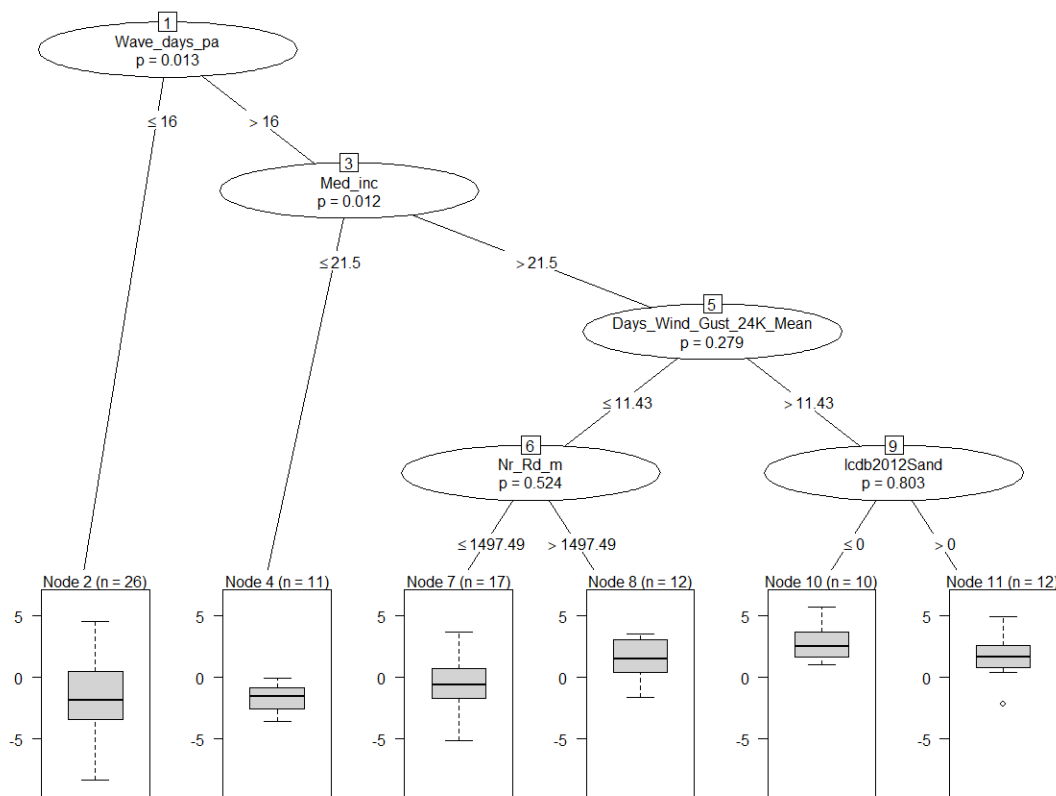 1
Wave_days_pa
p = 0.013
≤ 16
> 16
3
Med_inc
p = 0.012
≤ 21.5
> 21.5
5
Days_Wind_Gust_24K_Mean
p = 0.279
≤ 11.43
> 11.43
6
Nr_Rd_m
p = 0.524
9
lcdb2012Sand
p = 0.803
≤ 1497.49
> 1497.49
≤ 0
> 0
Node 2 (n = 26)
Node 4 (n = 11)
Node 7 (n = 17)
Node 8 (n = 12)
Node 10 (n = 10)
Node 11 (n = 12)
5
0
-5
5
0
-5
5
0
-5
5
0
-5
5
0
-5
5
0
-5